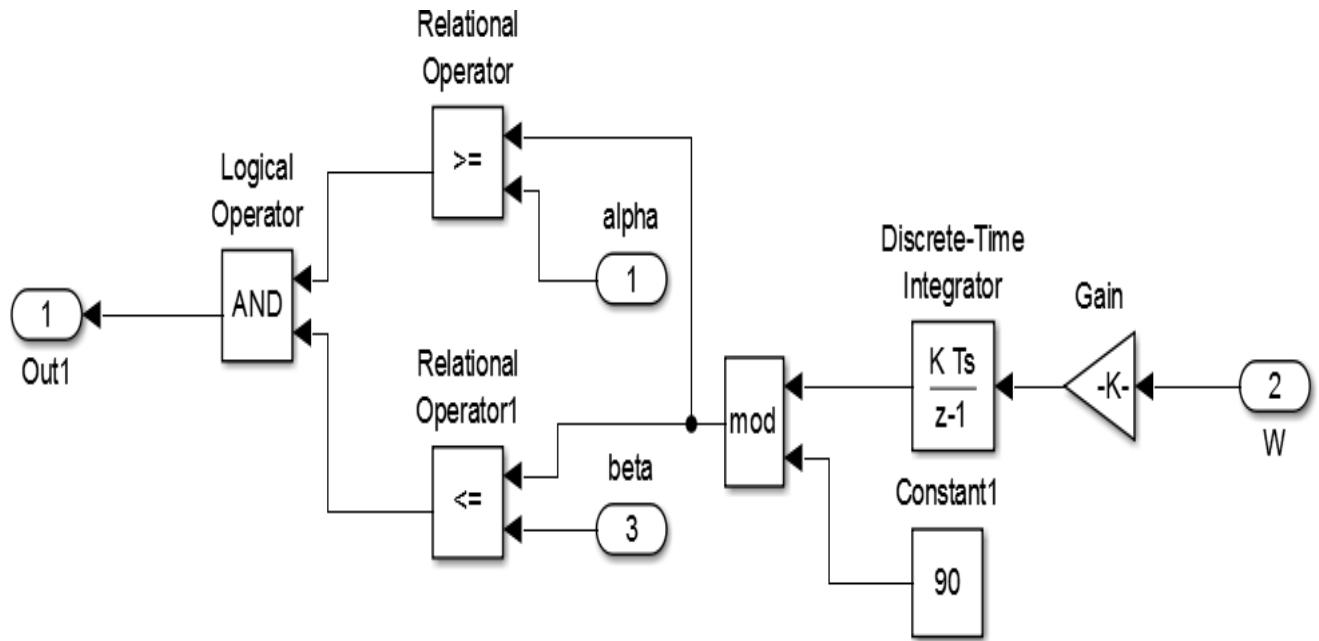 Relational
Operator
>=
Logical
Operator
alpha
1
Discrete-Time
Integrator
Gain
AND
1
Out1
K Ts
z-1
-K-
2
W
Relational
Operator1
mod
<=
beta
3
Constant1
90